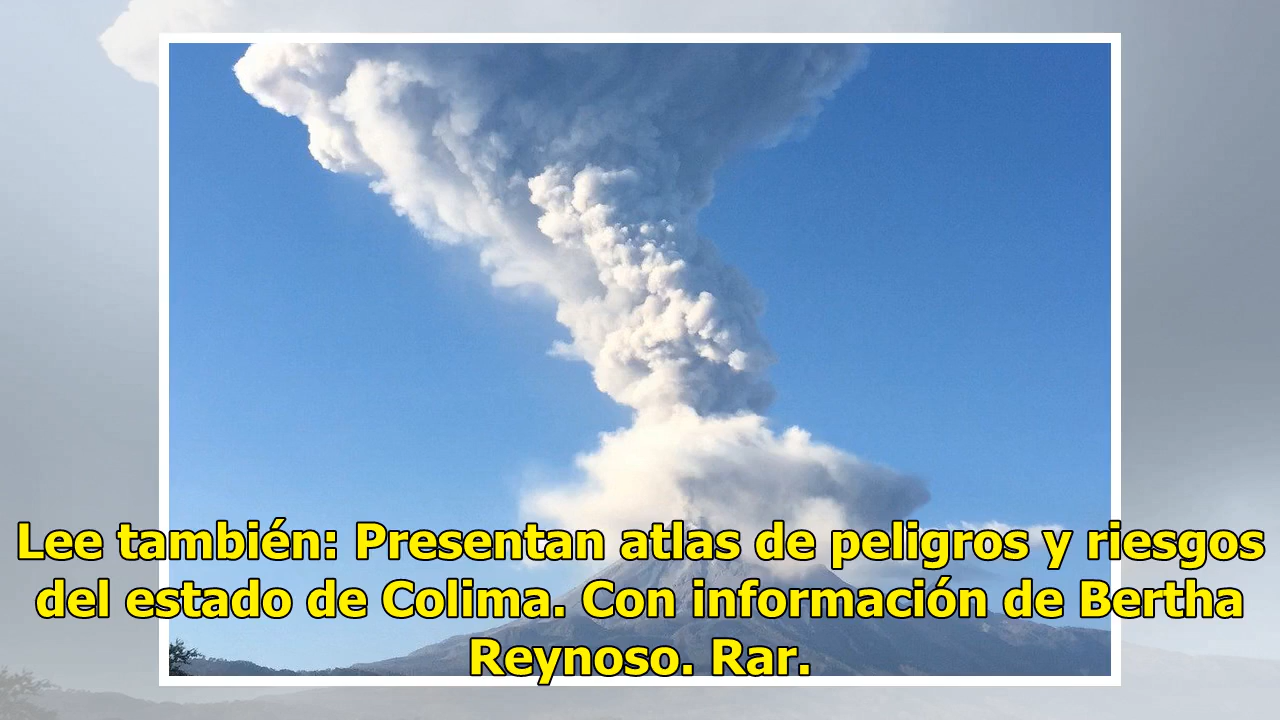 Lee también: Presentan atlas de peligros y riesgos
del estado de Colima. Con información de Bertha
Reynoso. Rar.